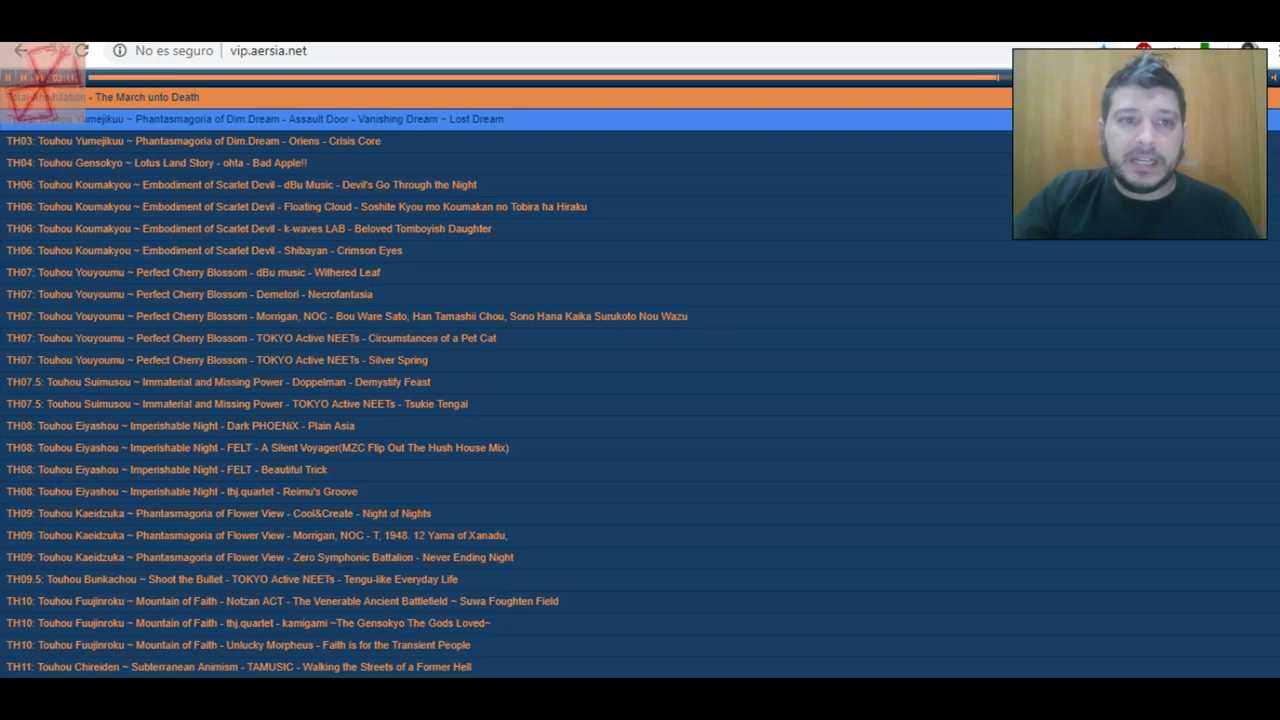 No es seguro | vip.aersia.net
Total Annihilation - The March unto Death
Touhou Yumejikuu ~ Phantasmagoria of Dim.Dream - Assault Door - Vanishing Dream ~ Lost Dream
TH03: Touhou Yumejikuu ~ Phantasmagoria of Dim.Dream - Oriens - Crisis Core
TH04: Touhou Gensokyo ~ Lotus Land Story - ohta - Bad Apple!!
TH06: Touhou Koumakyou ~ Embodiment of Scarlet Devil - dBu Music - Devil's Go Through the Night
TH06: Touhou Koumakyou ~ Embodiment of Scarlet Devil - Floating Cloud - Soshite Kyou mo Koumakan no Tobira ha Hiraku
TH06: Touhou Koumakyou ~ Embodiment of Scarlet Devil - k-waves LAB - Beloved Tomboyish Daughter
TH06: Touhou Koumakyou ~ Embodiment of Scarlet Devil - Shibayan - Crimson Eyes
TH07: Touhou Youyoumu ~ Perfect Cherry Blossom - dBu music - Withered Leaf
TH07: Touhou Youyoumu ~ Perfect Cherry Blossom - Demetori - Necrofantasia
TH07: Touhou Youyoumu ~ Perfect Cherry Blossom - Morrigan, NOC - Bou Ware Sato, Han Tamashii Chou, Sono Hana Kaika Surukoto Nou Wazu
TH07: Touhou Youyoumu ~ Perfect Cherry Blossom - TOKYO Active NEETs - Circumstances of a Pet Cat
TH07: Touhou Youyoumu ~ Perfect Cherry Blossom - TOKYO Active NEETs - Silver Spring
TH07.5: Touhou Suimusou ~ Immaterial and Missing Power - Doppelman - Demystify Feast
TH07.5: Touhou Suimusou ~ Immaterial and Missing Power - TOKYO Active NEETs - Tsukie Tengai
TH08: Touhou Eiyashou ~ Imperishable Night - Dark PHOENiX - Plain Asia
TH08: Touhou Eiyashou ~ Imperishable Night - FELT - A Silent Voyager(MZC Flip Out The Hush House Mix)
TH08: Touhou Eiyashou ~ Imperishable Night - FELT - Beautiful Trick
TH08: Touhou Eiyashou ~ Imperishable Night - thj.quartet - Reimu's Groove
TH09: Touhou Kaeidzuka ~ Phantasmagoria of Flower View - Cool&Create - Night of Nights
TH09: Touhou Kaeidzuka ~ Phantasmagoria of Flower View - Morrigan, NOC - T, 1948. 12 Yama of Xanadu,
TH09: Touhou Kaeidzuka ~ Phantasmagoria of Flower View - Zero Symphonic Battalion - Never Ending Night
TH09.5: Touhou Bunkachou ~ Shoot the Bullet - TOKYO Active NEETs - Tengu-like Everyday Life
TH10: Touhou Fuujinroku ~ Mountain of Faith - Notzan ACT - The Venerable Ancient Battlefield ~ Suwa Foughten Field
TH10: Touhou Fuujinroku ~ Mountain of Faith - thj.quartet - kamigami ~The Gensokyo The Gods Loved~
TH10: Touhou Fuujinroku ~ Mountain of Faith - Unlucky Morpheus - Faith is for the Transient People
TH11: Touhou Chireiden ~ Subterranean Animism - TAMUSIC - Walking the Streets of a Former Hell